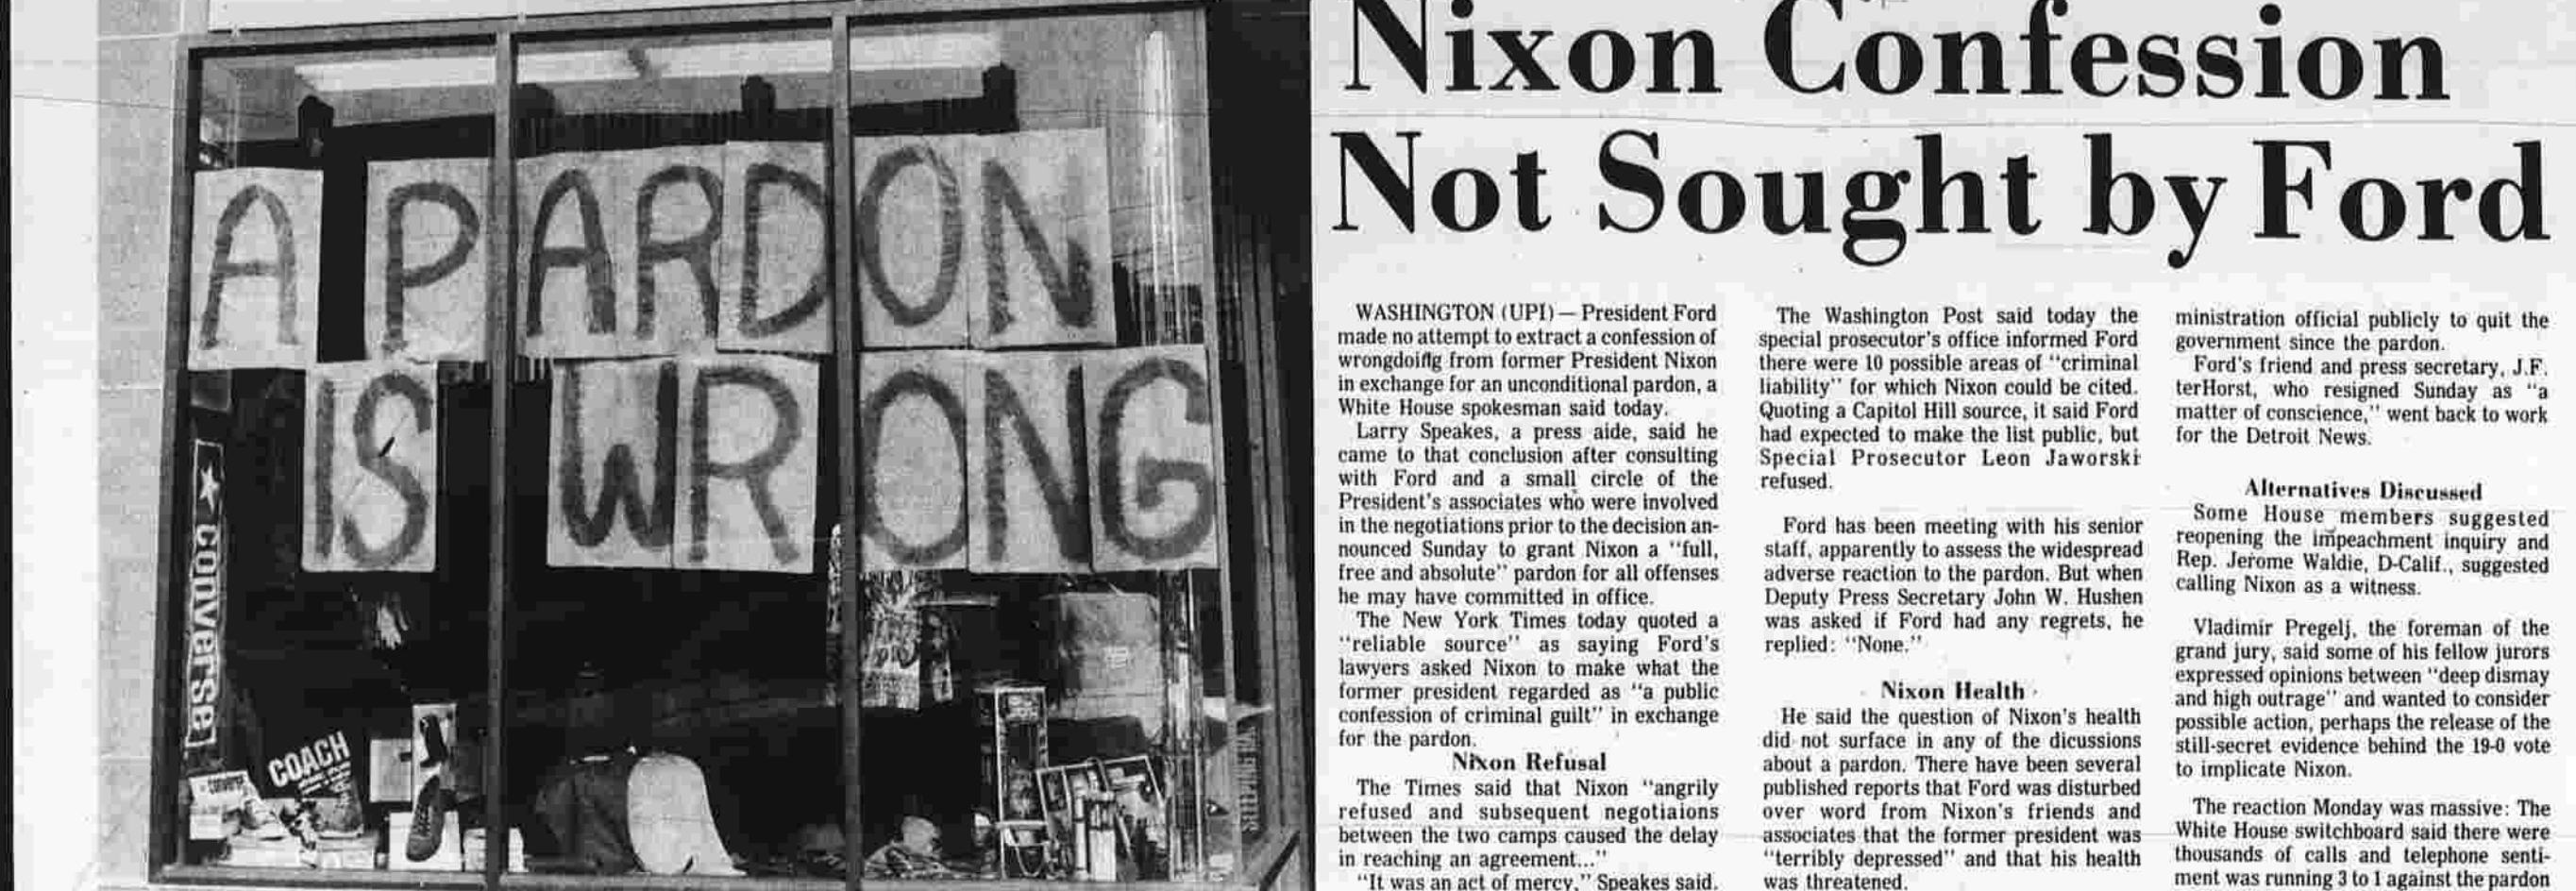 A PARDON
IS WRONG
★ converse
COACH
Nixon Confession
Not Sought by Ford
WASHINGTON (UPI) — President Ford
made no attempt to extract a confession of
wrongdoing from former President Nixon
in exchange for an unconditional pardon, a
White House spokesman said today.
Larry Speakes, a press aide, said he
came to that conclusion after consulting
with Ford and a small circle of the
President's associates who were involved
in the negotiations prior to the decision an-
nounced Sunday to grant Nixon a "full,
free and absolute" pardon for all offenses
he may have committed in office.
The New York Times today quoted a
"reliable source" as saying Ford's
lawyers asked Nixon to make what the
former president regarded as "a public
confession of criminal guilt" in exchange
for the pardon.
Nixon Refusal
The Times said that Nixon "angrily
refused and subsequent negotiaions
between the two camps caused the delay
in reaching an agreement..."
"It was an act of mercy," Speakes said.
The Washington Post said today the
special prosecutor's office informed Ford
there were 10 possible areas of "criminal
liability" for which Nixon could be cited.
Quoting a Capitol Hill source, it said Ford
had expected to make the list public, but
Special Prosecutor Leon Jaworski
refused.
Ford has been meeting with his senior
staff, apparently to assess the widespread
adverse reaction to the pardon. But when
Deputy Press Secretary John W. Hushen
was asked if Ford had any regrets, he
replied: "None."
Nixon Health
He said the question of Nixon's health
did not surface in any of the dicussions
about a pardon. There have been several
published reports that Ford was disturbed
over word from Nixon's friends and
associates that the former president was
"terribly depressed" and that his health
was threatened.
ministration official publicly to quit the
government since the pardon.
Ford's friend and press secretary, J.F.
terHorst, who resigned Sunday as "a
matter of conscience," went back to work
for the Detroit News.
Alternatives Discussed
Some House members suggested
reopening the impeachment inquiry and
Rep. Jerome Waldie, D-Calif., suggested
calling Nixon as a witness.
Vladimir Pregelj, the foreman of the
grand jury, said some of his fellow jurors
expressed opinions between "deep dismay
and high outrage" and wanted to consider
possible action, perhaps the release of the
still-secret evidence behind the 19-0 vote
to implicate Nixon.
The reaction Monday was massive: The
White House switchboard said there were
thousands of calls and telephone senti-
ment was running 3 to 1 against the pardon